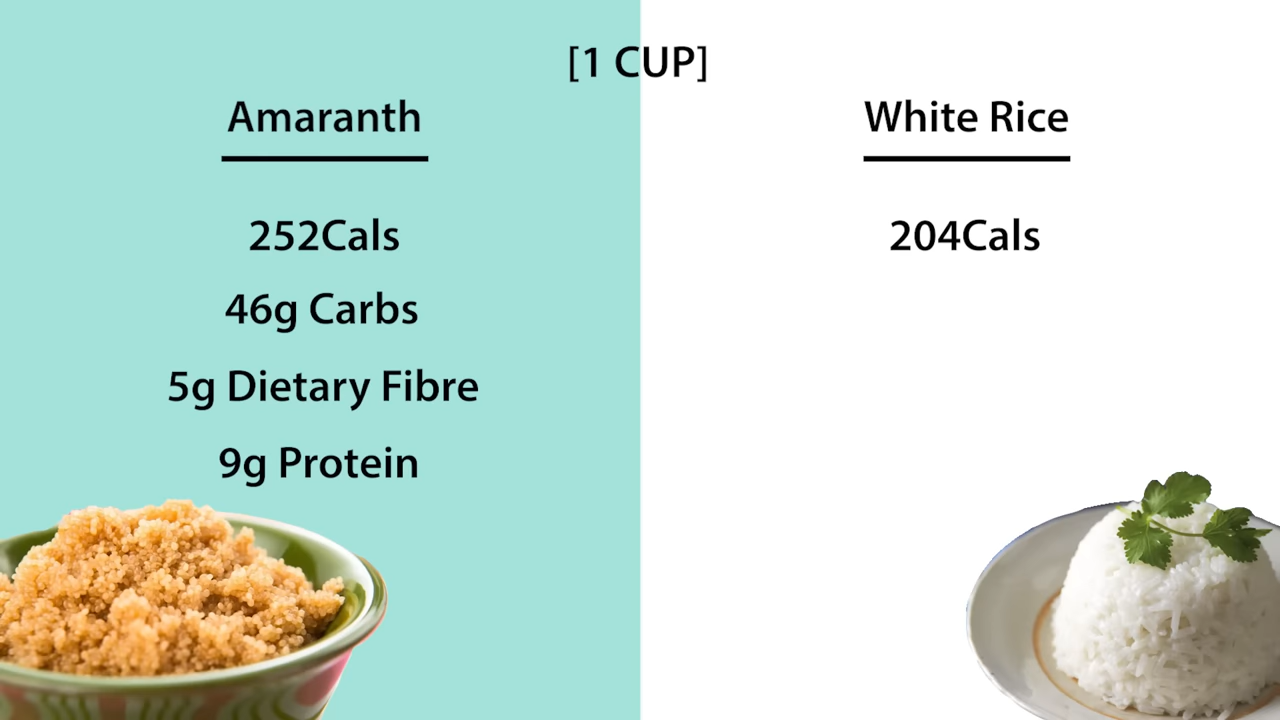 [1 CUP]
Amaranth
252Cals
46g Carbs
5g Dietary Fibre
9g Protein
White Rice
204Cals